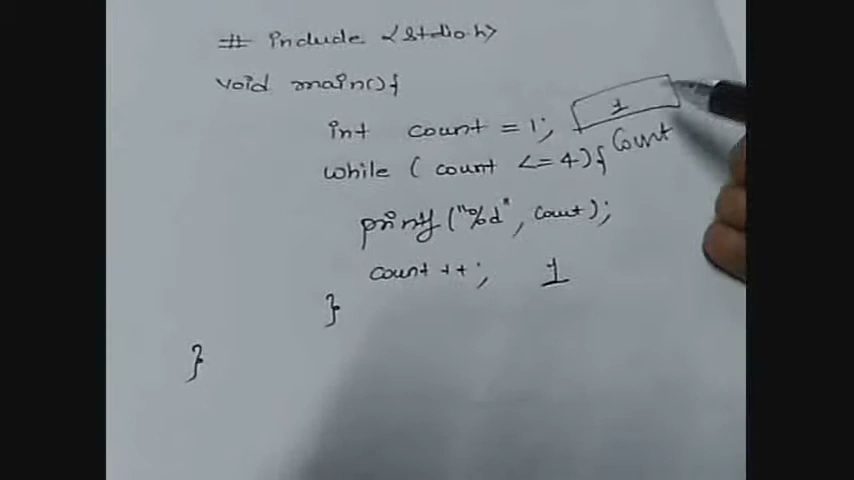 # include <stdio.h>
void main(){
int count = 1;
1
count
while ( count <=4){
printf("%d", count);
count ++;
1
}
}